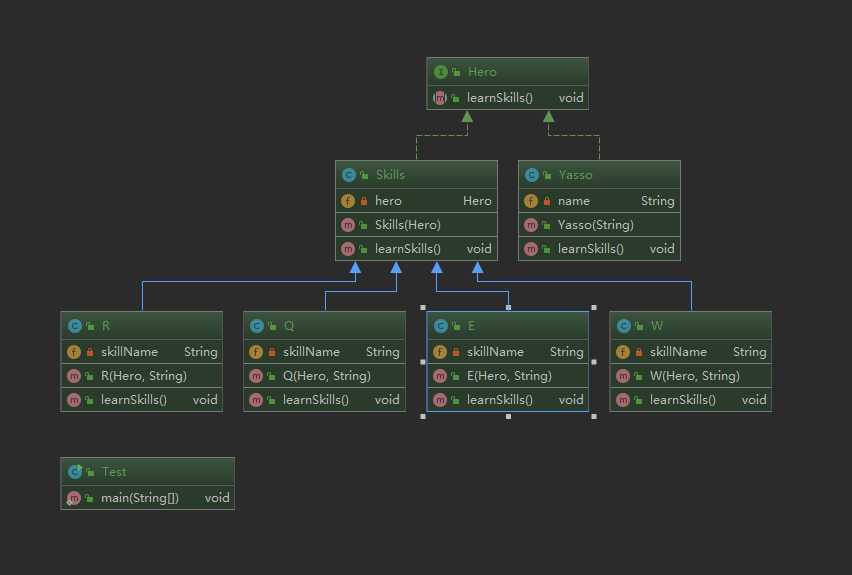 Hero
learnSkills() void
Skills
hero Hero
Skills(Hero)
learnSkills() void
Yasso
name String
Yasso(String)
learnSkills() void
R
skillName String
R(Hero, String)
learnSkills() void
Q
skillName String
Q(Hero, String)
learnSkills() void
E
skillName String
E(Hero, String)
learnSkills() void
W
skillName String
W(Hero, String)
learnSkills() void
Test
main(String[]) void